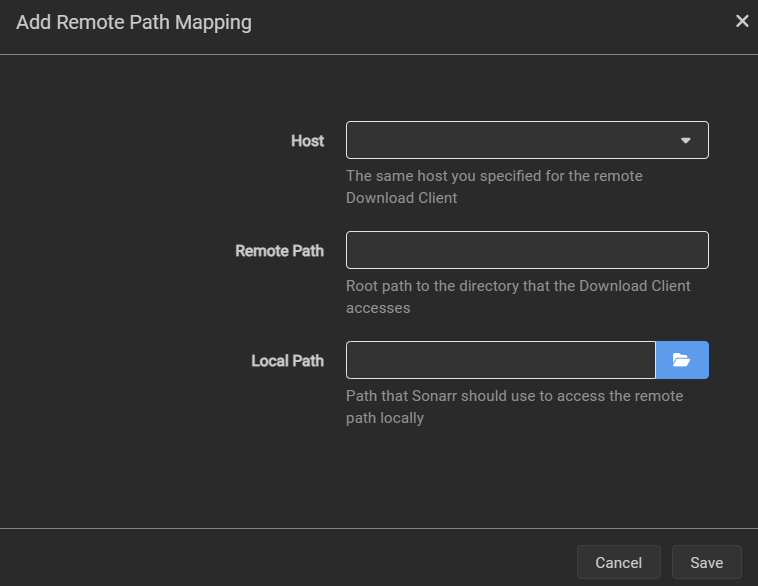 Add Remote Path Mapping
Host
The same host you specified for the remote
Download Client
Remote Path
Root path to the directory that the Download Client
accesses
Local Path
Path that Sonarr should use to access the remote
path locally
Cancel
Save